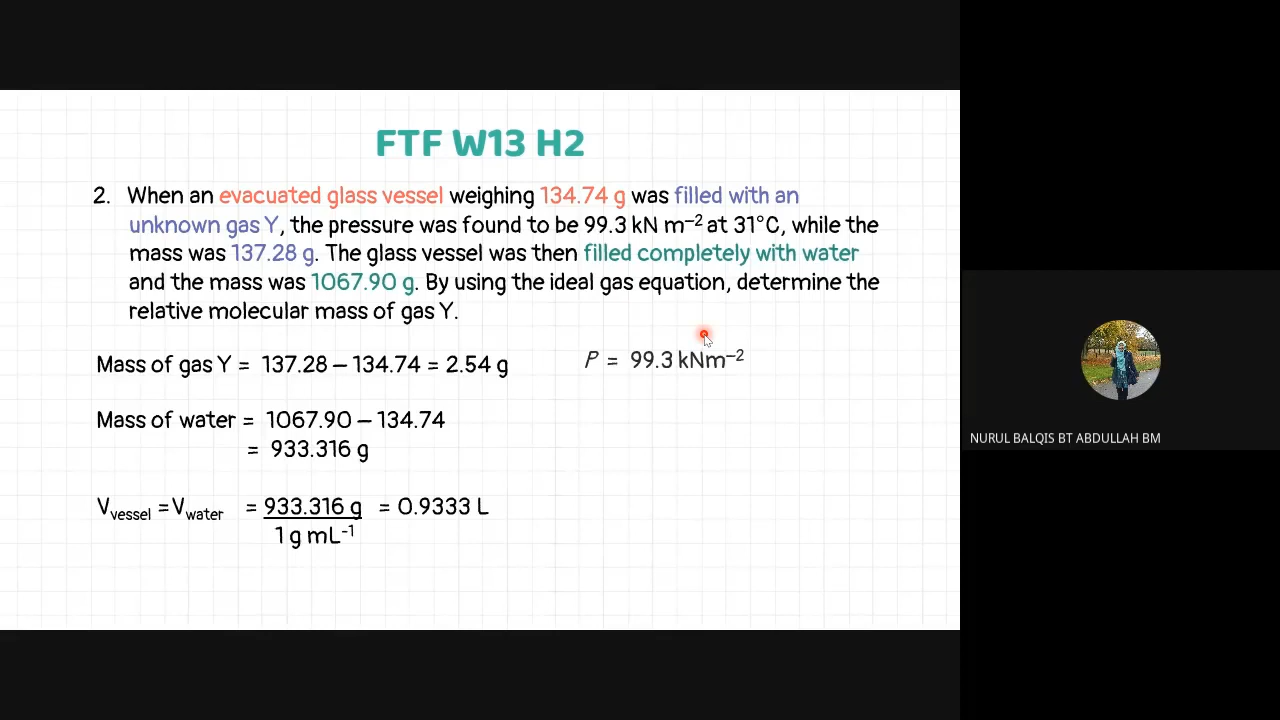 FTF W13 H2
2. When an evacuated glass vessel weighing 134.74 g was filled with an
unknown gas Y, the pressure was found to be 99.3 kN m⁻² at 31°C, while the
mass was 137.28 g. The glass vessel was then filled completely with water
and the mass was 1067.90 g. By using the ideal gas equation, determine the
relative molecular mass of gas Y.
Mass of gas Y = 137.28 – 134.74 = 2.54 g
P = 99.3 kNm⁻²
Mass of water = 1067.90 – 134.74
= 933.316 g
Vvessel = Vwater = 933.316 g = 0.9333 L
1 g mL⁻¹
NURUL BALQIS BT ABDULLAH BM